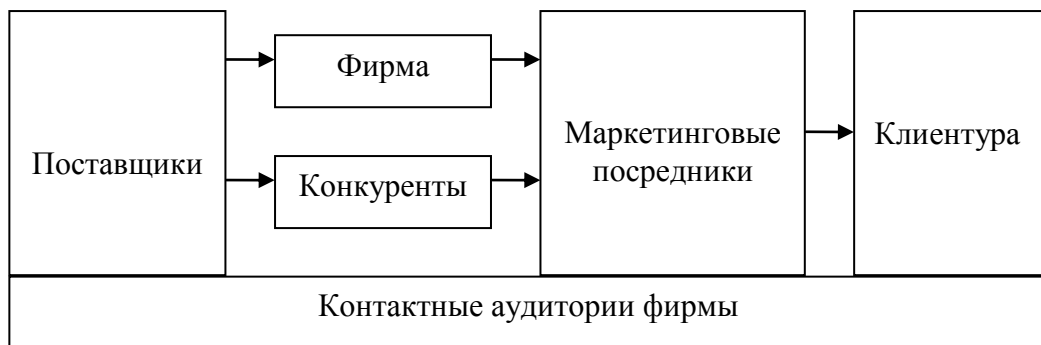 Фирма
Поставщики
Конкуренты
Маркетинговые
посредники
Клиентура
Контактные аудитории фирмы